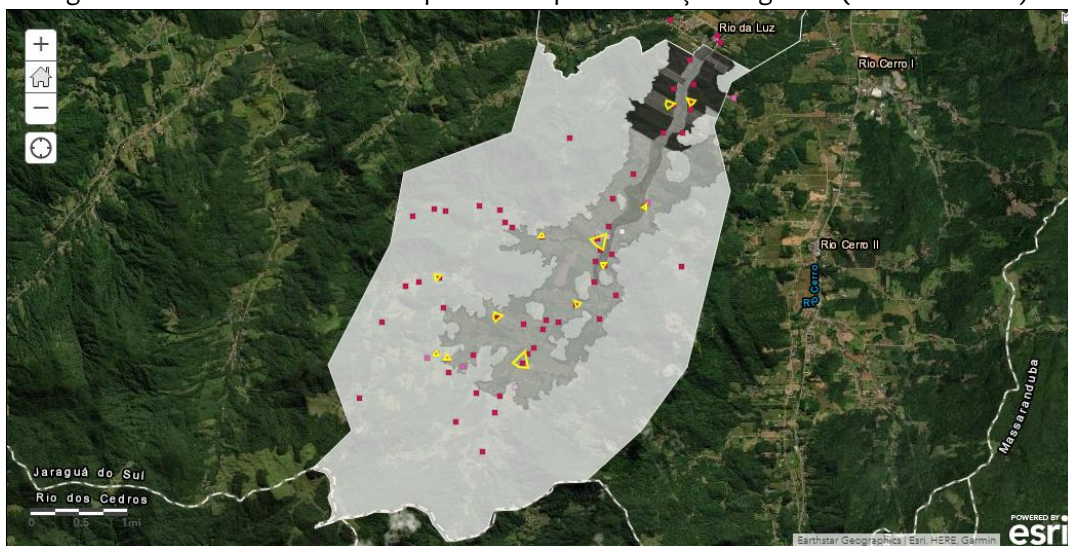 Rio da Luz
Rio Cerro I
Rio Cerro II
Rio Cerro
Massaranduba
Jaraguá do Sul
Rio dos Cedros
0 0.5 1mi
Earthstar Geographics | Esri, HERE, Garmin
POWERED BY
esri